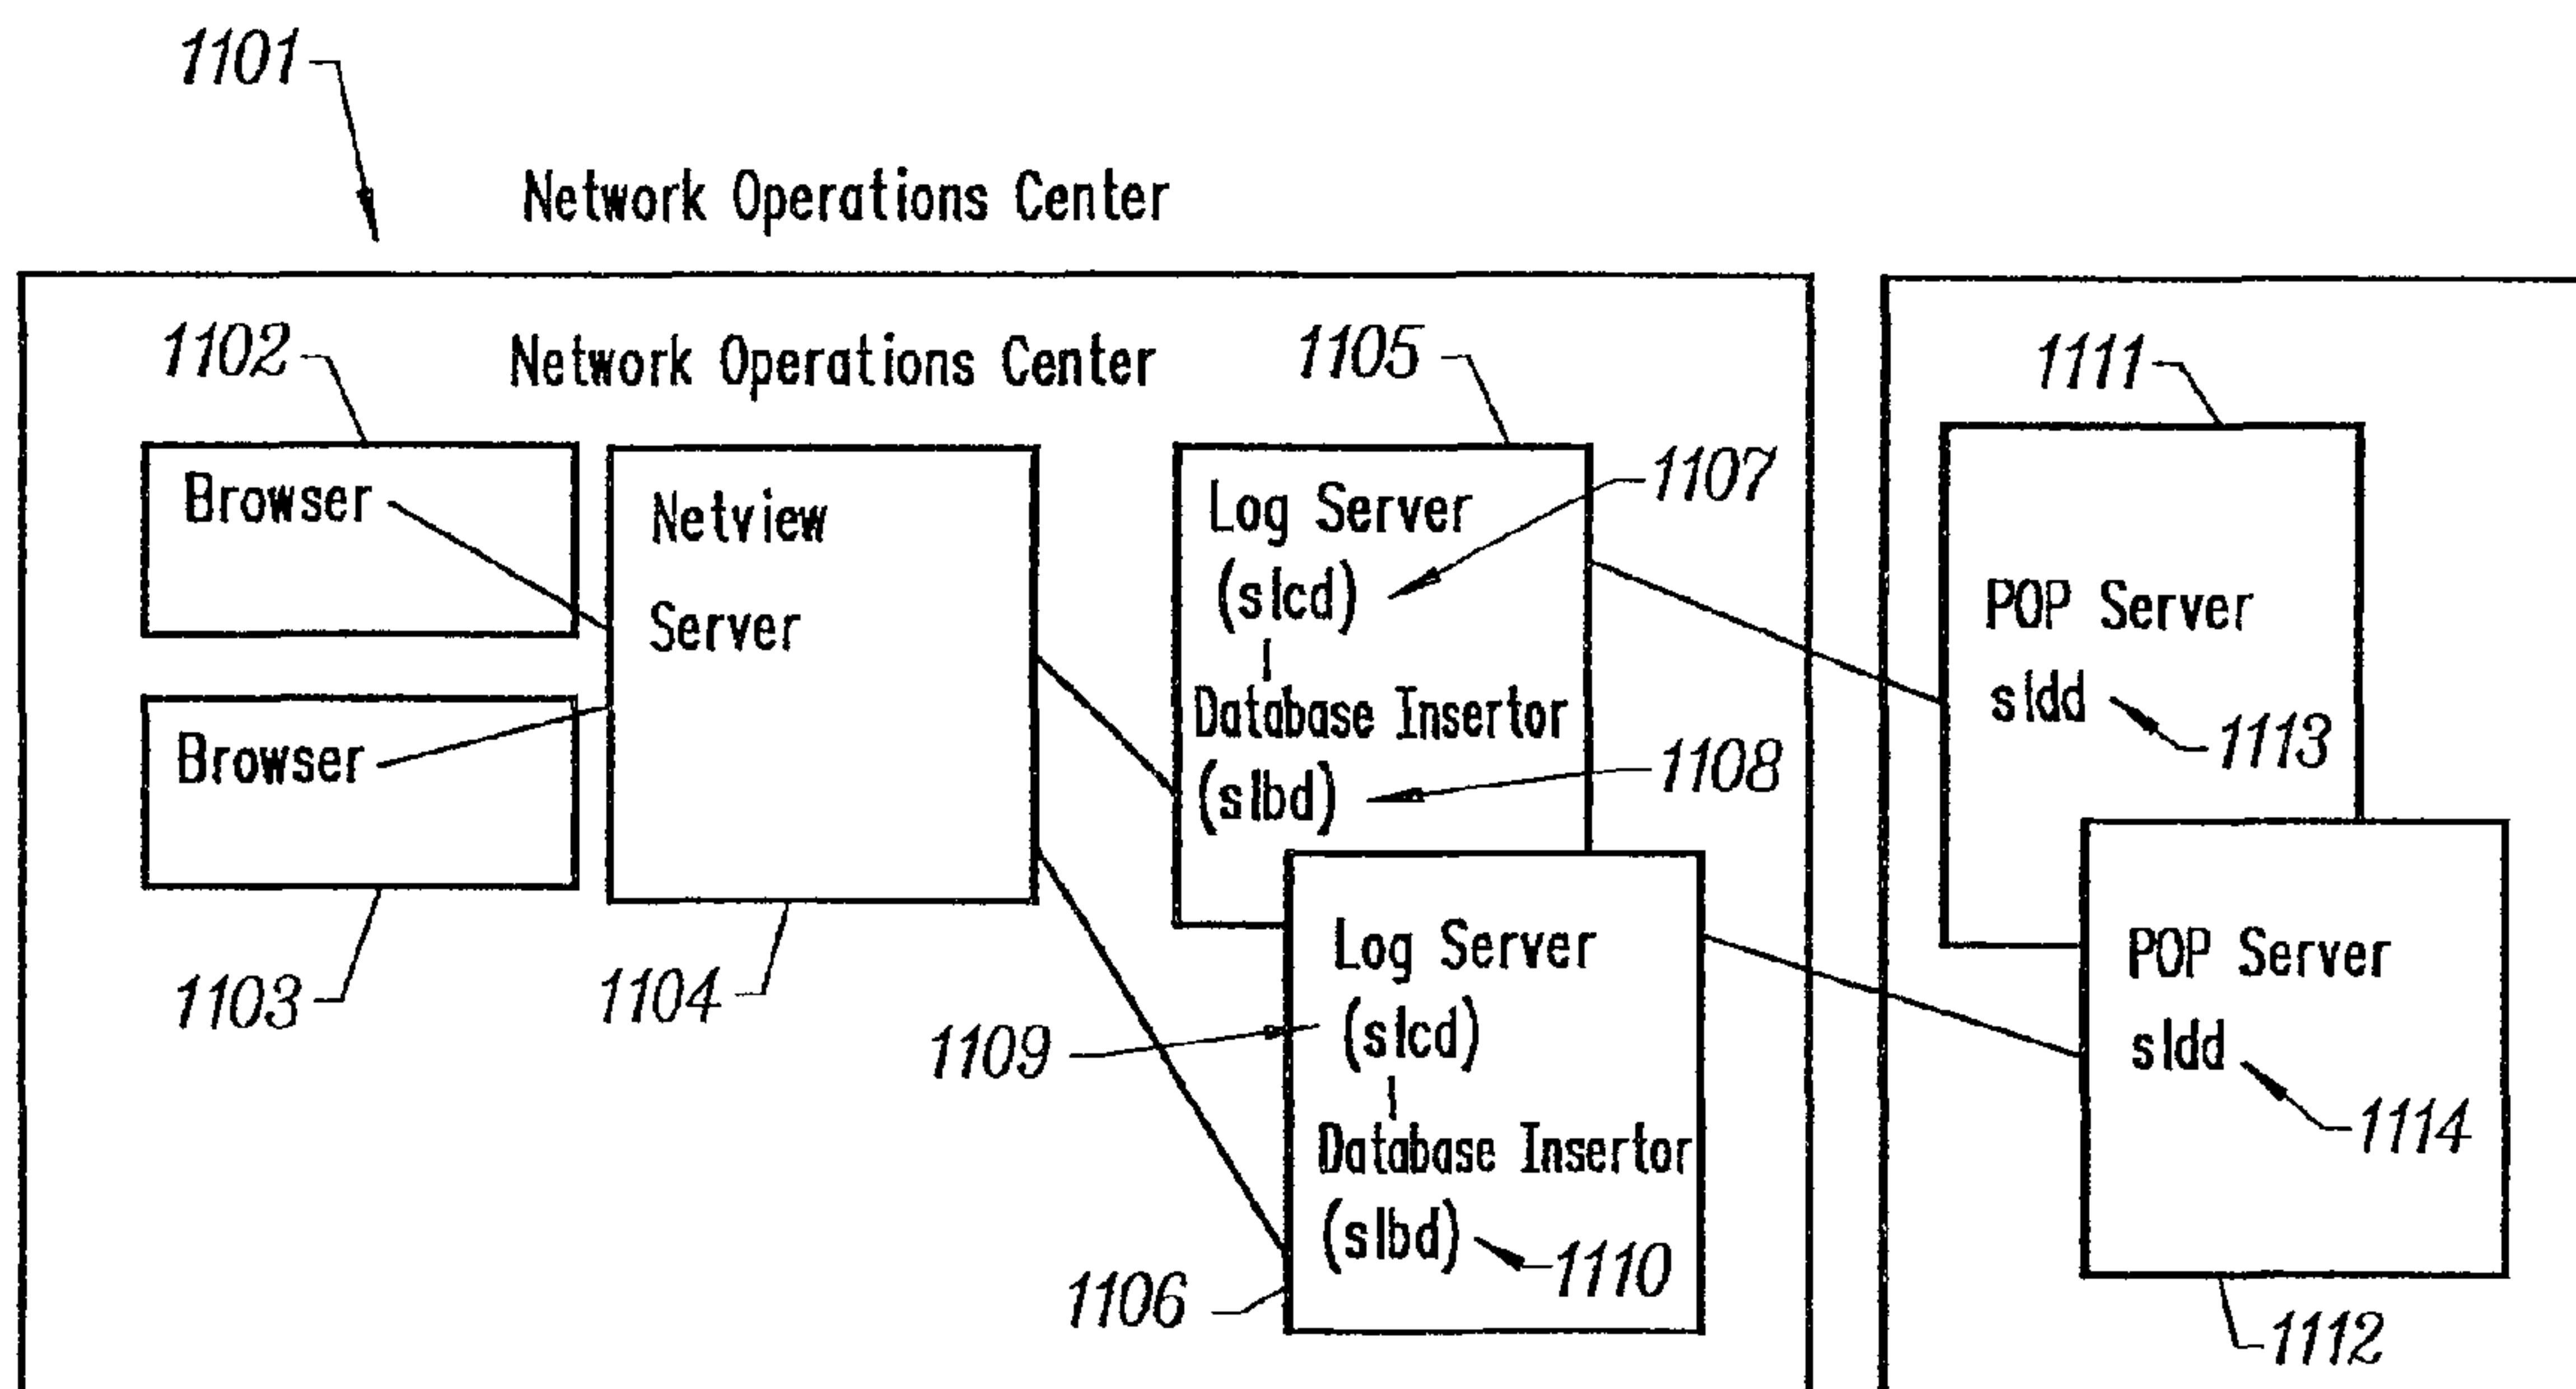 1101
Network Operations Center
1102
Network Operations Center
1105
1111
Browser
Netview
Server
Log Server
(slcd)
1107
Database Insertor
(slbd)
1108
POP Server
sldd
1113
Browser
1103
1104
Log Server
(slcd)
1109
Database Insertor
(slbd)
1110
1106
POP Server
sldd
1114
1112